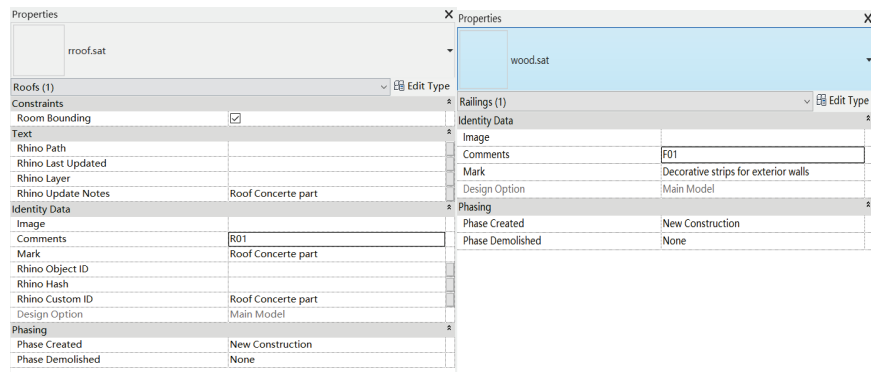 Properties
X
rroof.sat
Roofs (1)
Edit Type
Constraints
Room Bounding
Text
Rhino Path
Rhino Last Updated
Rhino Layer
Rhino Update Notes Roof Concerte part
Identity Data
Image
Comments R01
Mark Roof Concerte part
Rhino Object ID
Rhino Hash
Rhino Custom ID Roof Concerte part
Design Option Main Model
Phasing
Phase Created New Construction
Phase Demolished None
Properties
X
wood.sat
Railings (1)
Edit Type
Identity Data
Image
Comments F01
Mark Decorative strips for exterior walls
Design Option Main Model
Phasing
Phase Created New Construction
Phase Demolished None